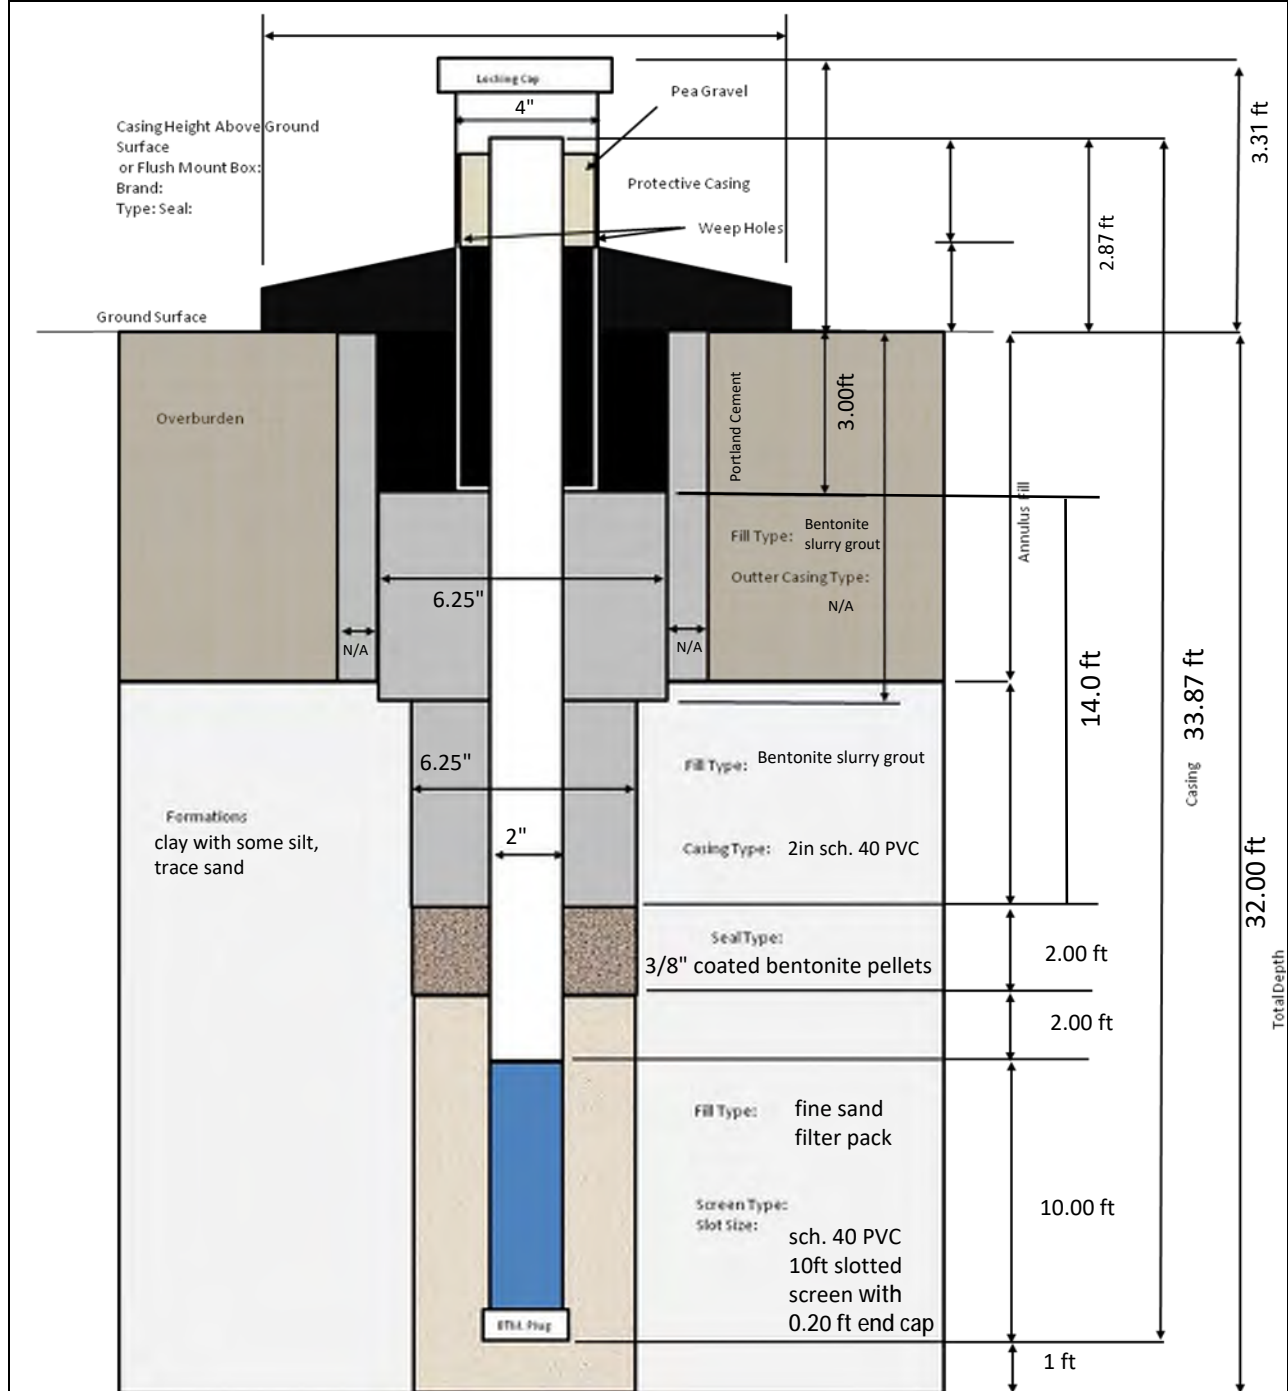 Locking Cap
4"
Pea Gravel
3.31 ft
Casing Height Above Ground
Surface
or Flush Mount Box:
Brand:
Type: Seal:
Protective Casing
Weep Holes
2.87 ft
Ground Surface
Overburden
Portland Cement
3.00ft
Annulus Fill
Fill Type: Bentonite
slurry grout
Outter Casing Type:
N/A
6.25"
N/A
N/A
14.0 ft
Casing 33.87 ft
6.25"
Fill Type: Bentonite slurry grout
Formations
clay with some silt,
trace sand
2"
Casing Type: 2in sch. 40 PVC
32.00 ft
Total Depth
Seal Type:
3/8" coated bentonite pellets
2.00 ft
2.00 ft
Fill Type: fine sand
filter pack
Screen Type:
Slot Size:
sch. 40 PVC
10ft slotted
screen with
0.20 ft end cap
10.00 ft
BTM. Plug
1 ft